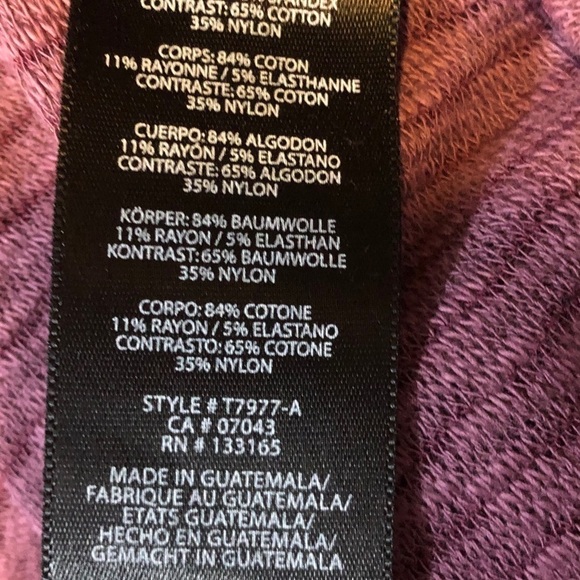 CONTRAST: 65% COTTON
35% NYLON
CORPS: 84% COTON
11% RAYONNE / 5% ELASTHANNE
CONTRASTE: 65% COTON
35% NYLON
CUERPO: 84% ALGODON
11% RAYON / 5% ELASTANO
CONTRASTE: 65% ALGODON
35% NYLON
KÖRPER: 84% BAUMWOLLE
11% RAYON / 5% ELASTHAN
KONTRAST: 65% BAUMWOLLE
35% NYLON
CORPO: 84% COTONE
11% RAYON / 5% ELASTANO
CONTRASTO: 65% COTONE
35% NYLON
STYLE # T7977-A
CA # 07043
RN # 133165
MADE IN GUATEMALA/
FABRIQUE AU GUATEMALA/
ETATS GUATEMALA/
HECHO EN GUATEMALA/
GEMACHT IN GUATEMALA